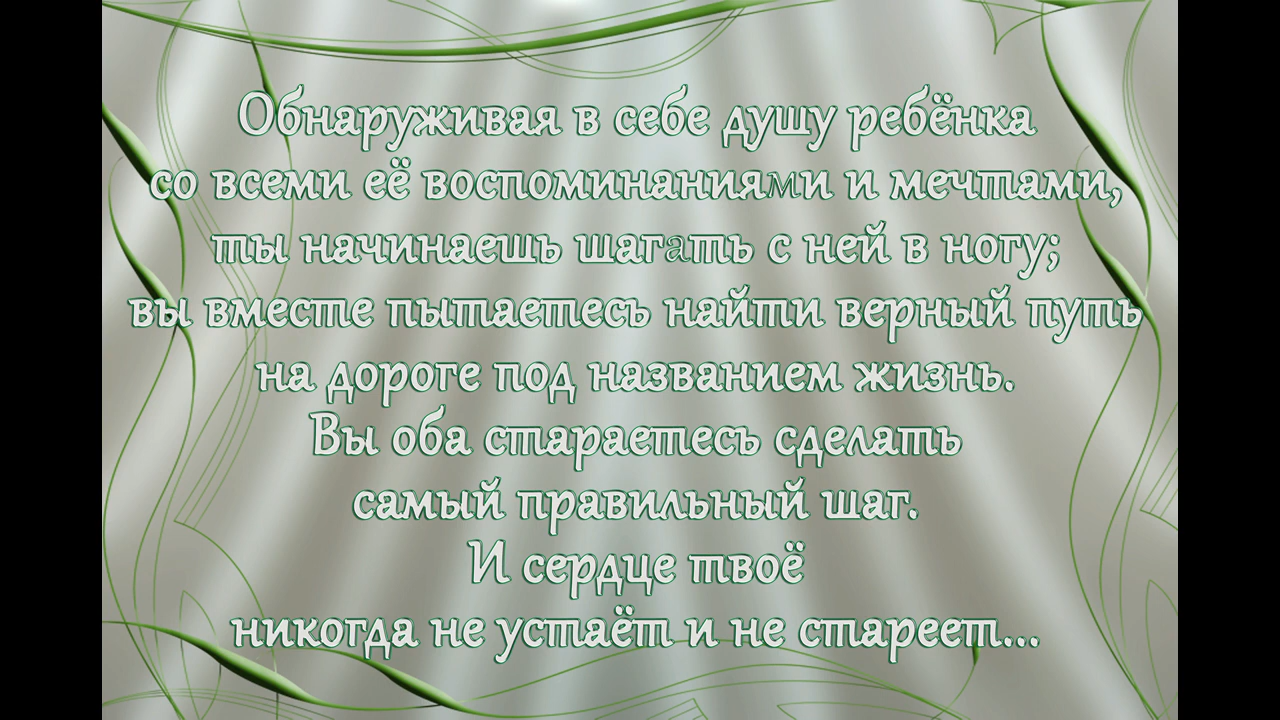 Обнаруживая в себе душу ребёнка
со всеми её воспоминаниями и мечтами,
ты начинаешь шагать с ней в ногу;
вы вместе пытаетесь найти верный путь
на дороге под названием жизнь.
Вы оба стараетесь сделать
самый правильный шаг.
И сердце твоё
никогда не устаёт и не стареет...